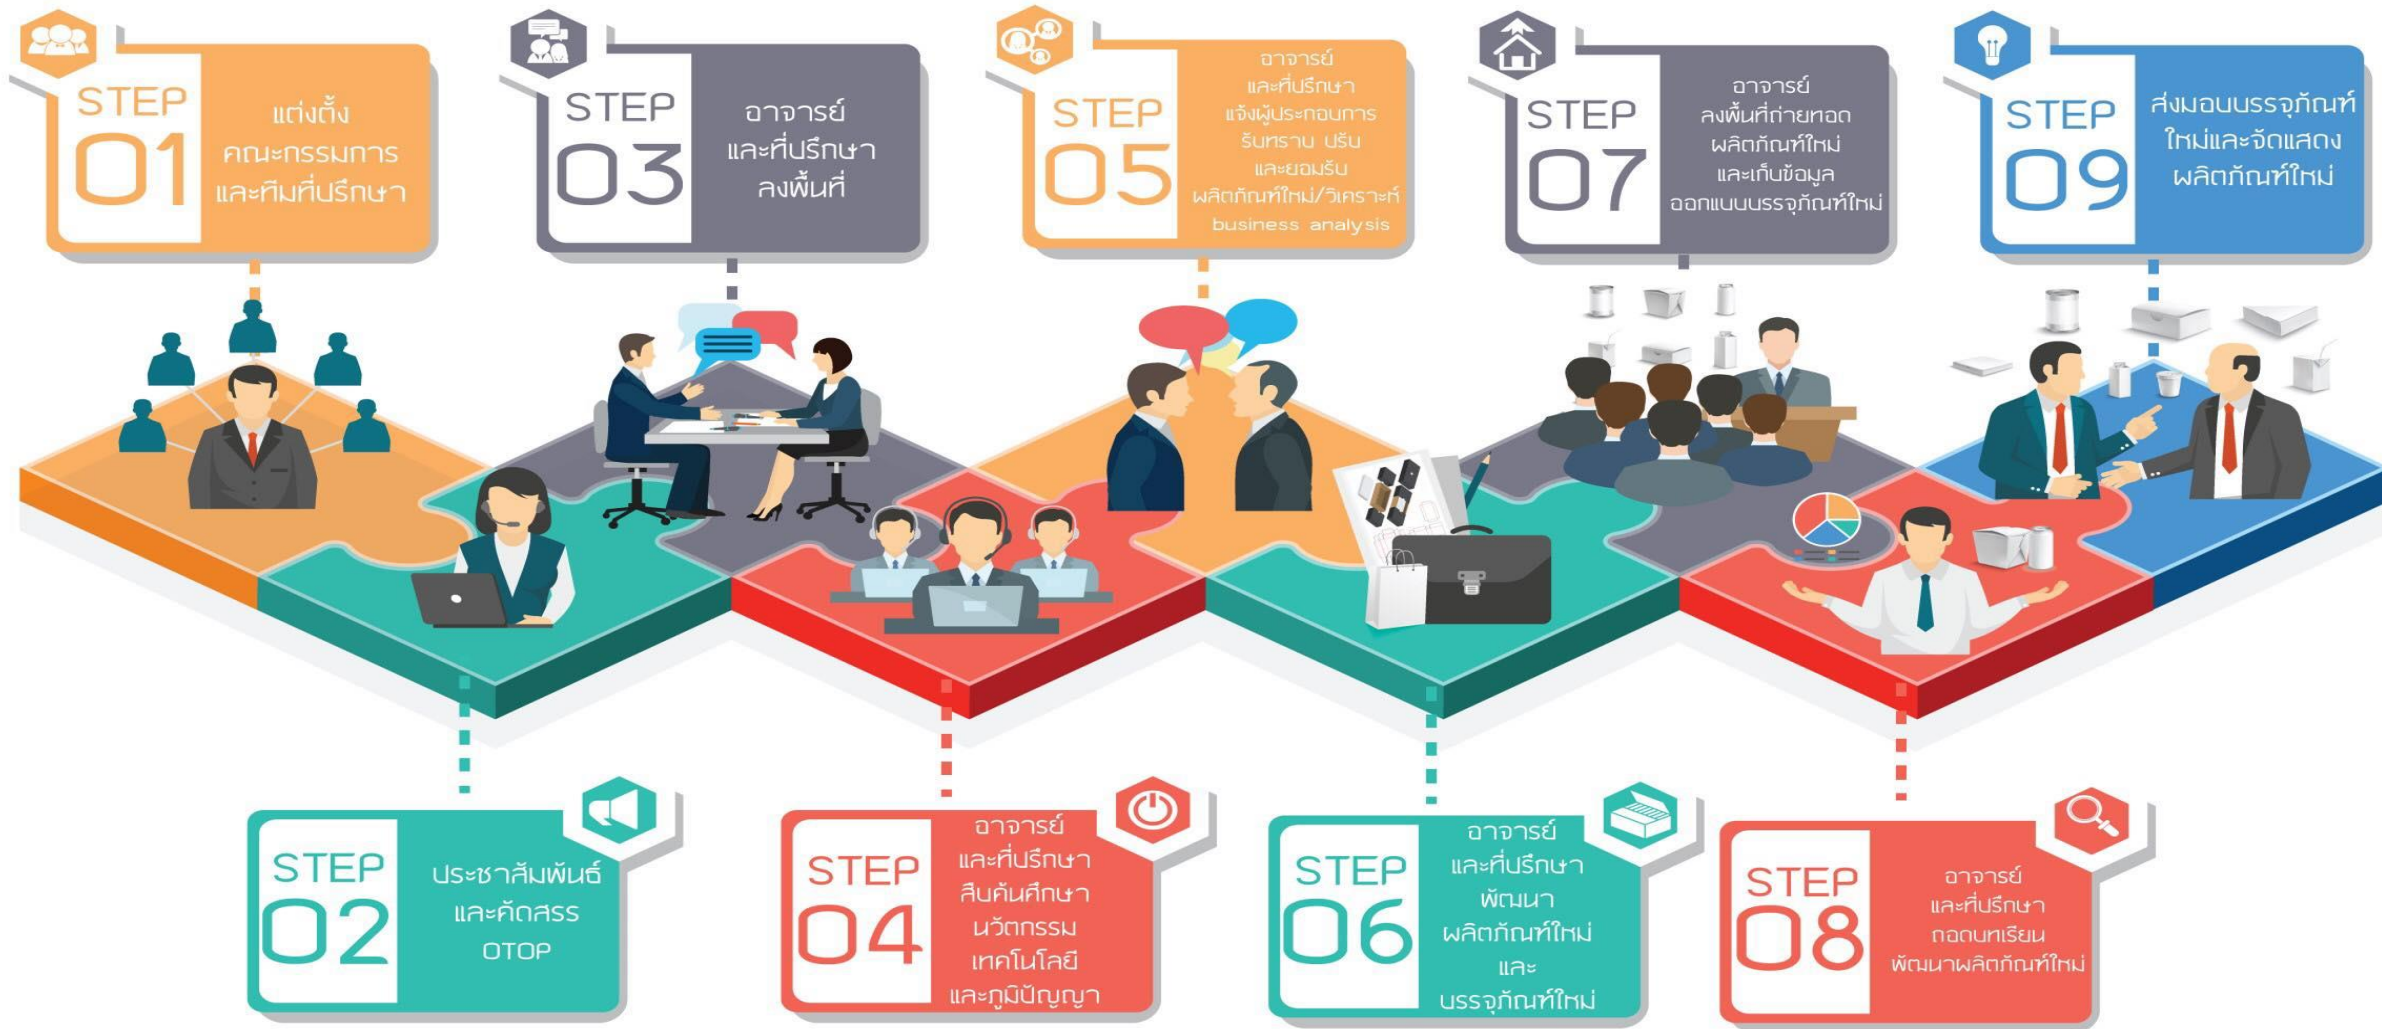 STEP
01
แต่งตั้ง
คณะกรรมการ
และทีมที่ปรึกษา
STEP
02
ประชาสัมพันธ์
และคัดสรร
OTOP
STEP
03
อาจารย์
และที่ปรึกษา
ลงพื้นที่
STEP
04
อาจารย์
และที่ปรึกษา
สืบค้นศึกษา
นวัตกรรม
เทคโนโลยี
และภูมิปัญญา
STEP
05
อาจารย์
และที่ปรึกษา
แจ้งผู้ประกอบการ
รับทราบ ปรับ
และยอมรับ
ผลิตภัณฑ์ใหม่/วิเคราะห์
business analysis
STEP
06
อาจารย์
และที่ปรึกษา
พัฒนา
ผลิตภัณฑ์ใหม่
และ
บรรจุภัณฑ์ใหม่
STEP
07
อาจารย์
ลงพื้นที่ถ่ายทอด
ผลิตภัณฑ์ใหม่
และเก็บข้อมูล
ออกแบบบรรจุภัณฑ์ใหม่
STEP
08
อาจารย์
และที่ปรึกษา
ถอดบทเรียน
พัฒนาผลิตภัณฑ์ใหม่
STEP
09
ส่งมอบบรรจุภัณฑ์
ใหม่และจัดแสดง
ผลิตภัณฑ์ใหม่